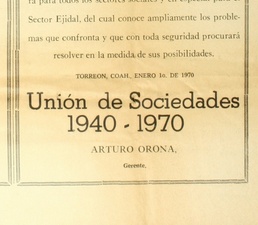 ra para todos los sectores sociales y en especial para el
Sector Ejidal, del cual conoce ampliamente los proble-
mas que confronta y que con toda seguridad procurará
resolver en la medida de sus posibilidades.
TORREON, COAH., ENERO 1o. DE 1970
Unión de Sociedades
1940 - 1970
ARTURO ORONA,
Gerente.